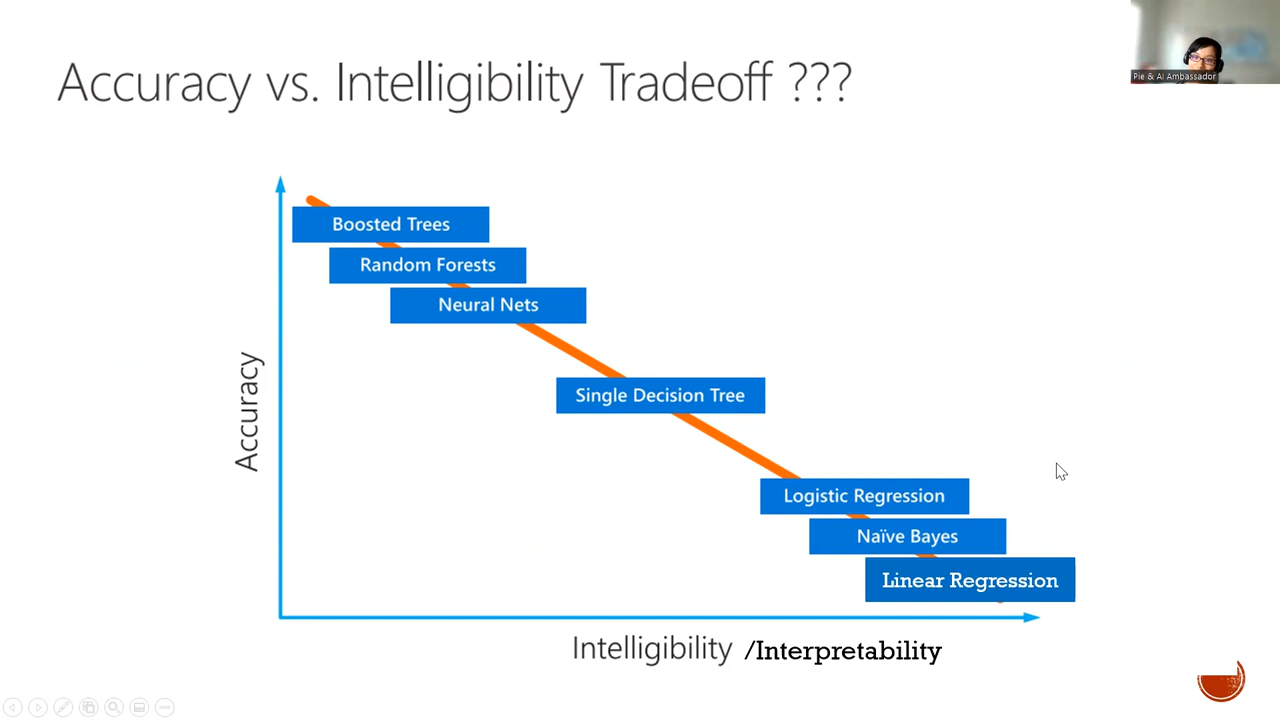 Accuracy vs. Intelligibility Tradeoff ???
Pie & AI Ambassador
Boosted Trees
Random Forests
Neural Nets
Single Decision Tree
Logistic Regression
Naïve Bayes
Linear Regression
Accuracy
Intelligibility /Interpretability